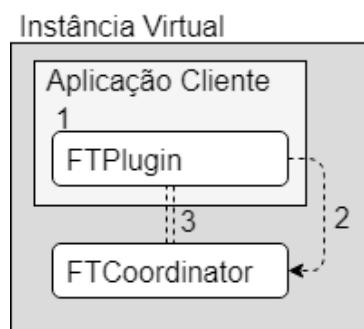 Instância Virtual
Aplicação Cliente
1
FTPlugin
3
2
FTCoordinator